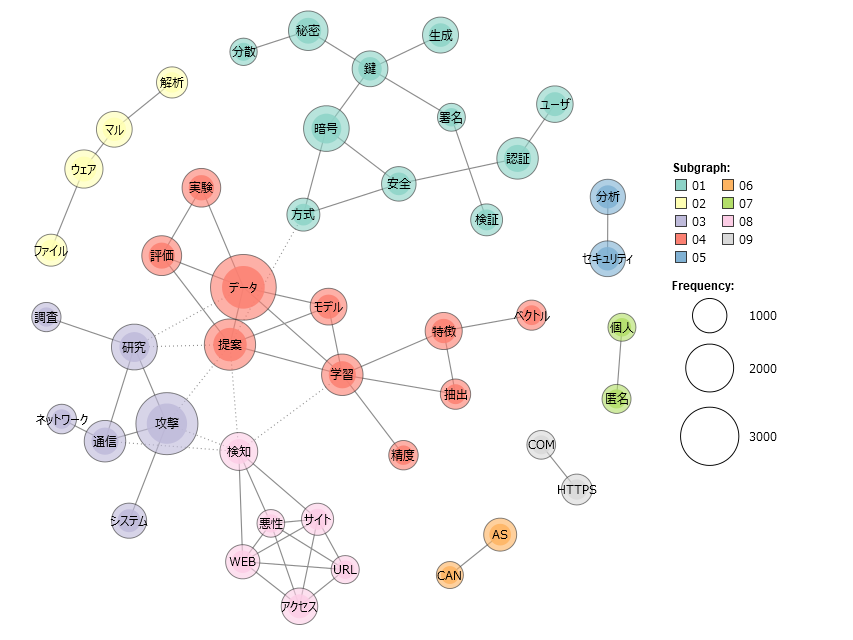 秘密
生成
分散
鍵
解析
ユーザ
署名
マル
暗号
認証
ウェア
安全
実験
分析
方式
検証
ファイル
評価
セキュリティ
データ
モデル
調査
ベクトル
個人
特徴
研究
提案
学習
抽出
匿名
ネットワーク
攻撃
通信
COM
検知
精度
HTTPS
システム
悪性
サイト
AS
WEB
URL
CAN
アクセス
Subgraph:
01 06
02 07
03 08
04 09
05
Frequency:
1000
2000
3000